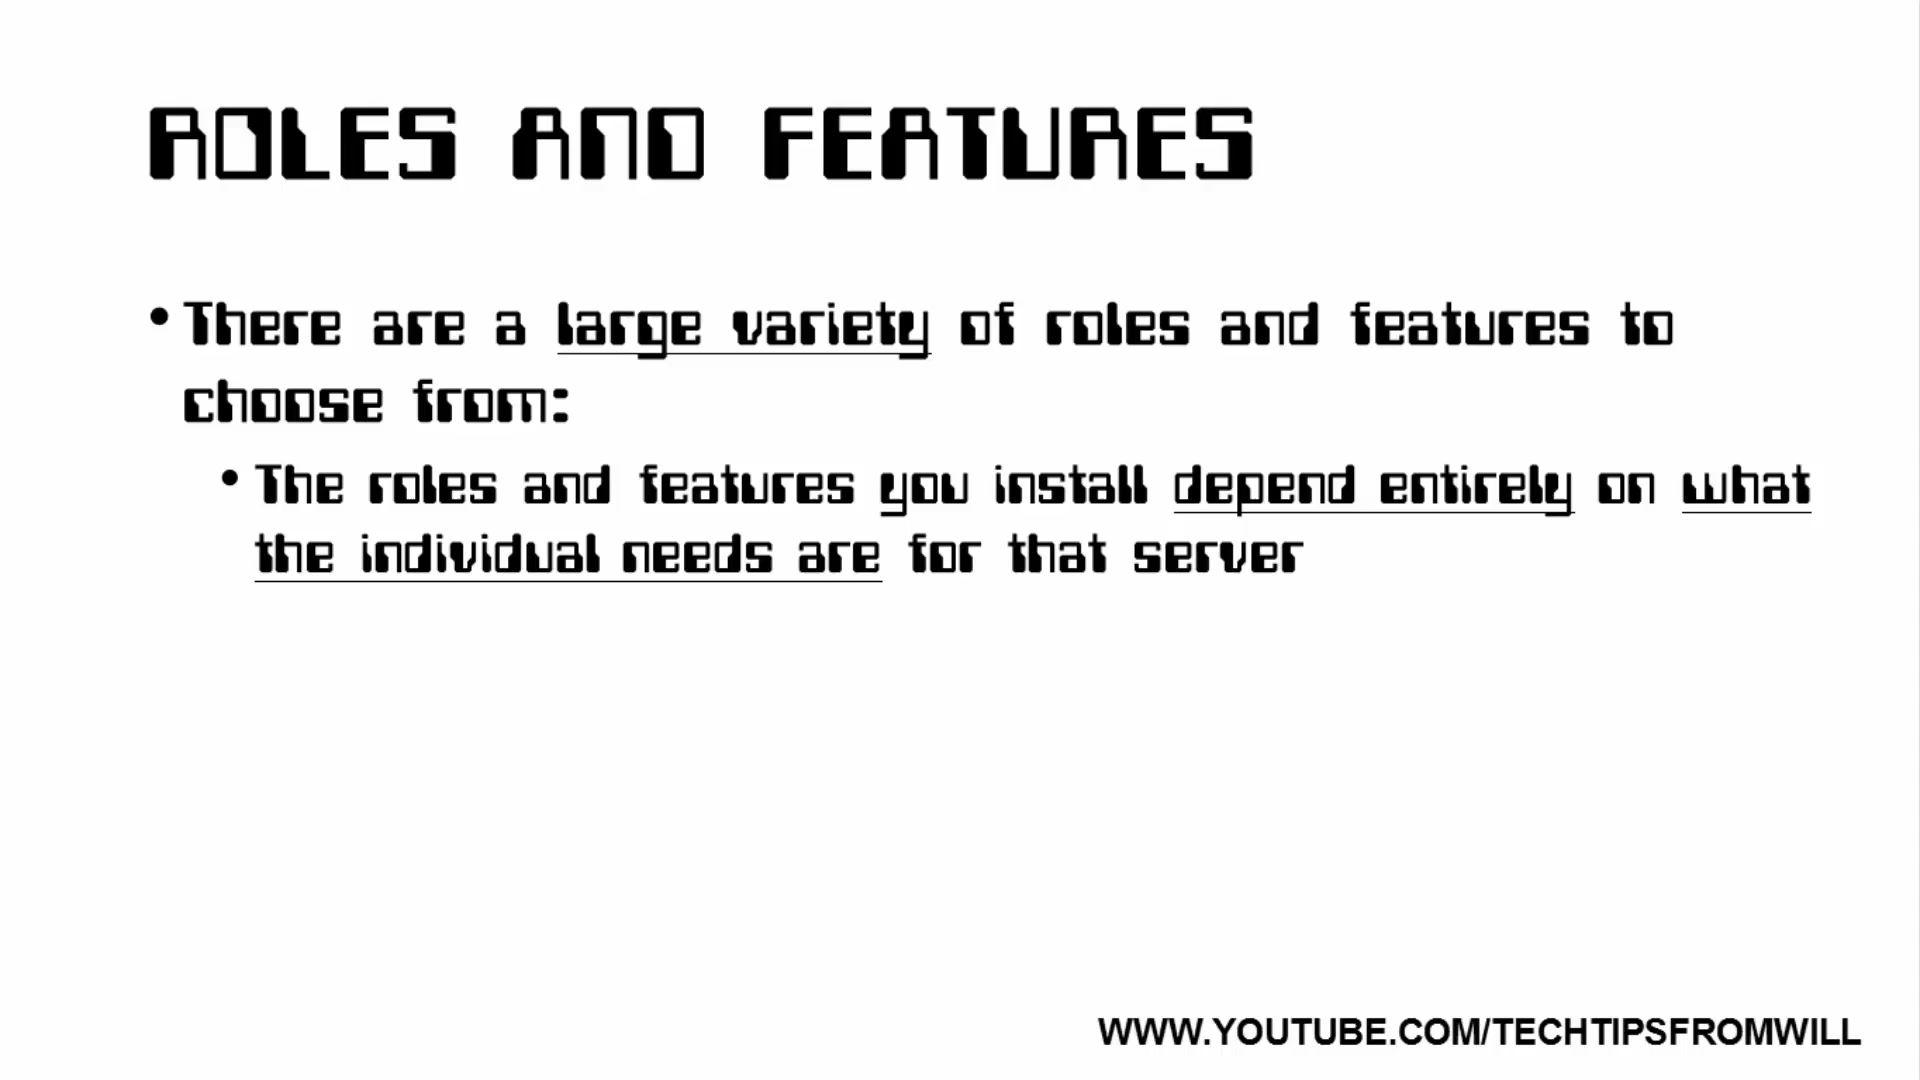 ROLES AND FEATURES
• There are a large variety of roles and features to
choose from:
• The roles and features you install depend entirely on what
the individual needs are for that server
WWW.YOUTUBE.COM/TECHTIPSFROMWILL